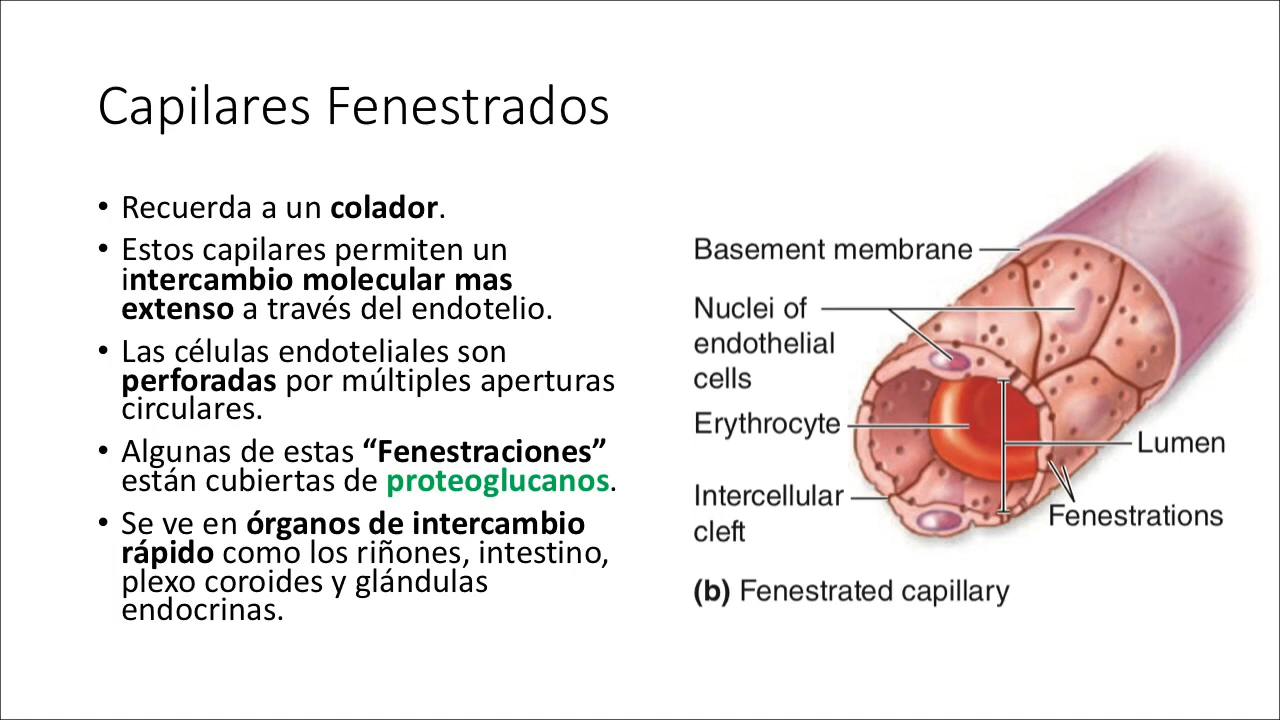 Capilares Fenestrados
• Recuerda a un colador.
• Estos capilares permiten un
intercambio molecular mas
extenso a través del endotelio.
• Las células endoteliales son
perforadas por múltiples aperturas
circulares.
• Algunas de estas “Fenestraciones”
están cubiertas de proteoglucanos.
• Se ve en órganos de intercambio
rápido como los riñones, intestino,
plexo coroides y glándulas
endocrinas.
Basement membrane
Nuclei of
endothelial
cells
Erythrocyte
Lumen
Intercellular
cleft
Fenestrations
(b) Fenestrated capillary